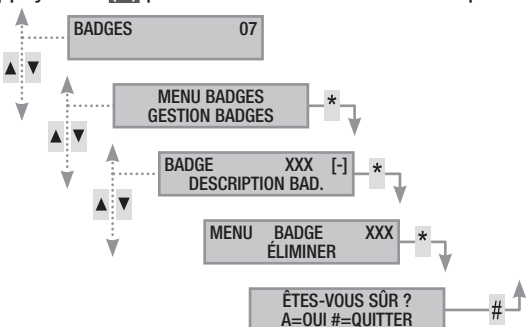 BADGES 07
▲ ▼
MENU BADGES
GESTION BADGES
*
▲ ▼
BADGE XXX [-]
DESCRIPTION BAD.
*
▲ ▼
MENU BADGE XXX
ÉLIMINER
*
ÊTES-VOUS SÛR ?
A=OUI #=QUITTER
#